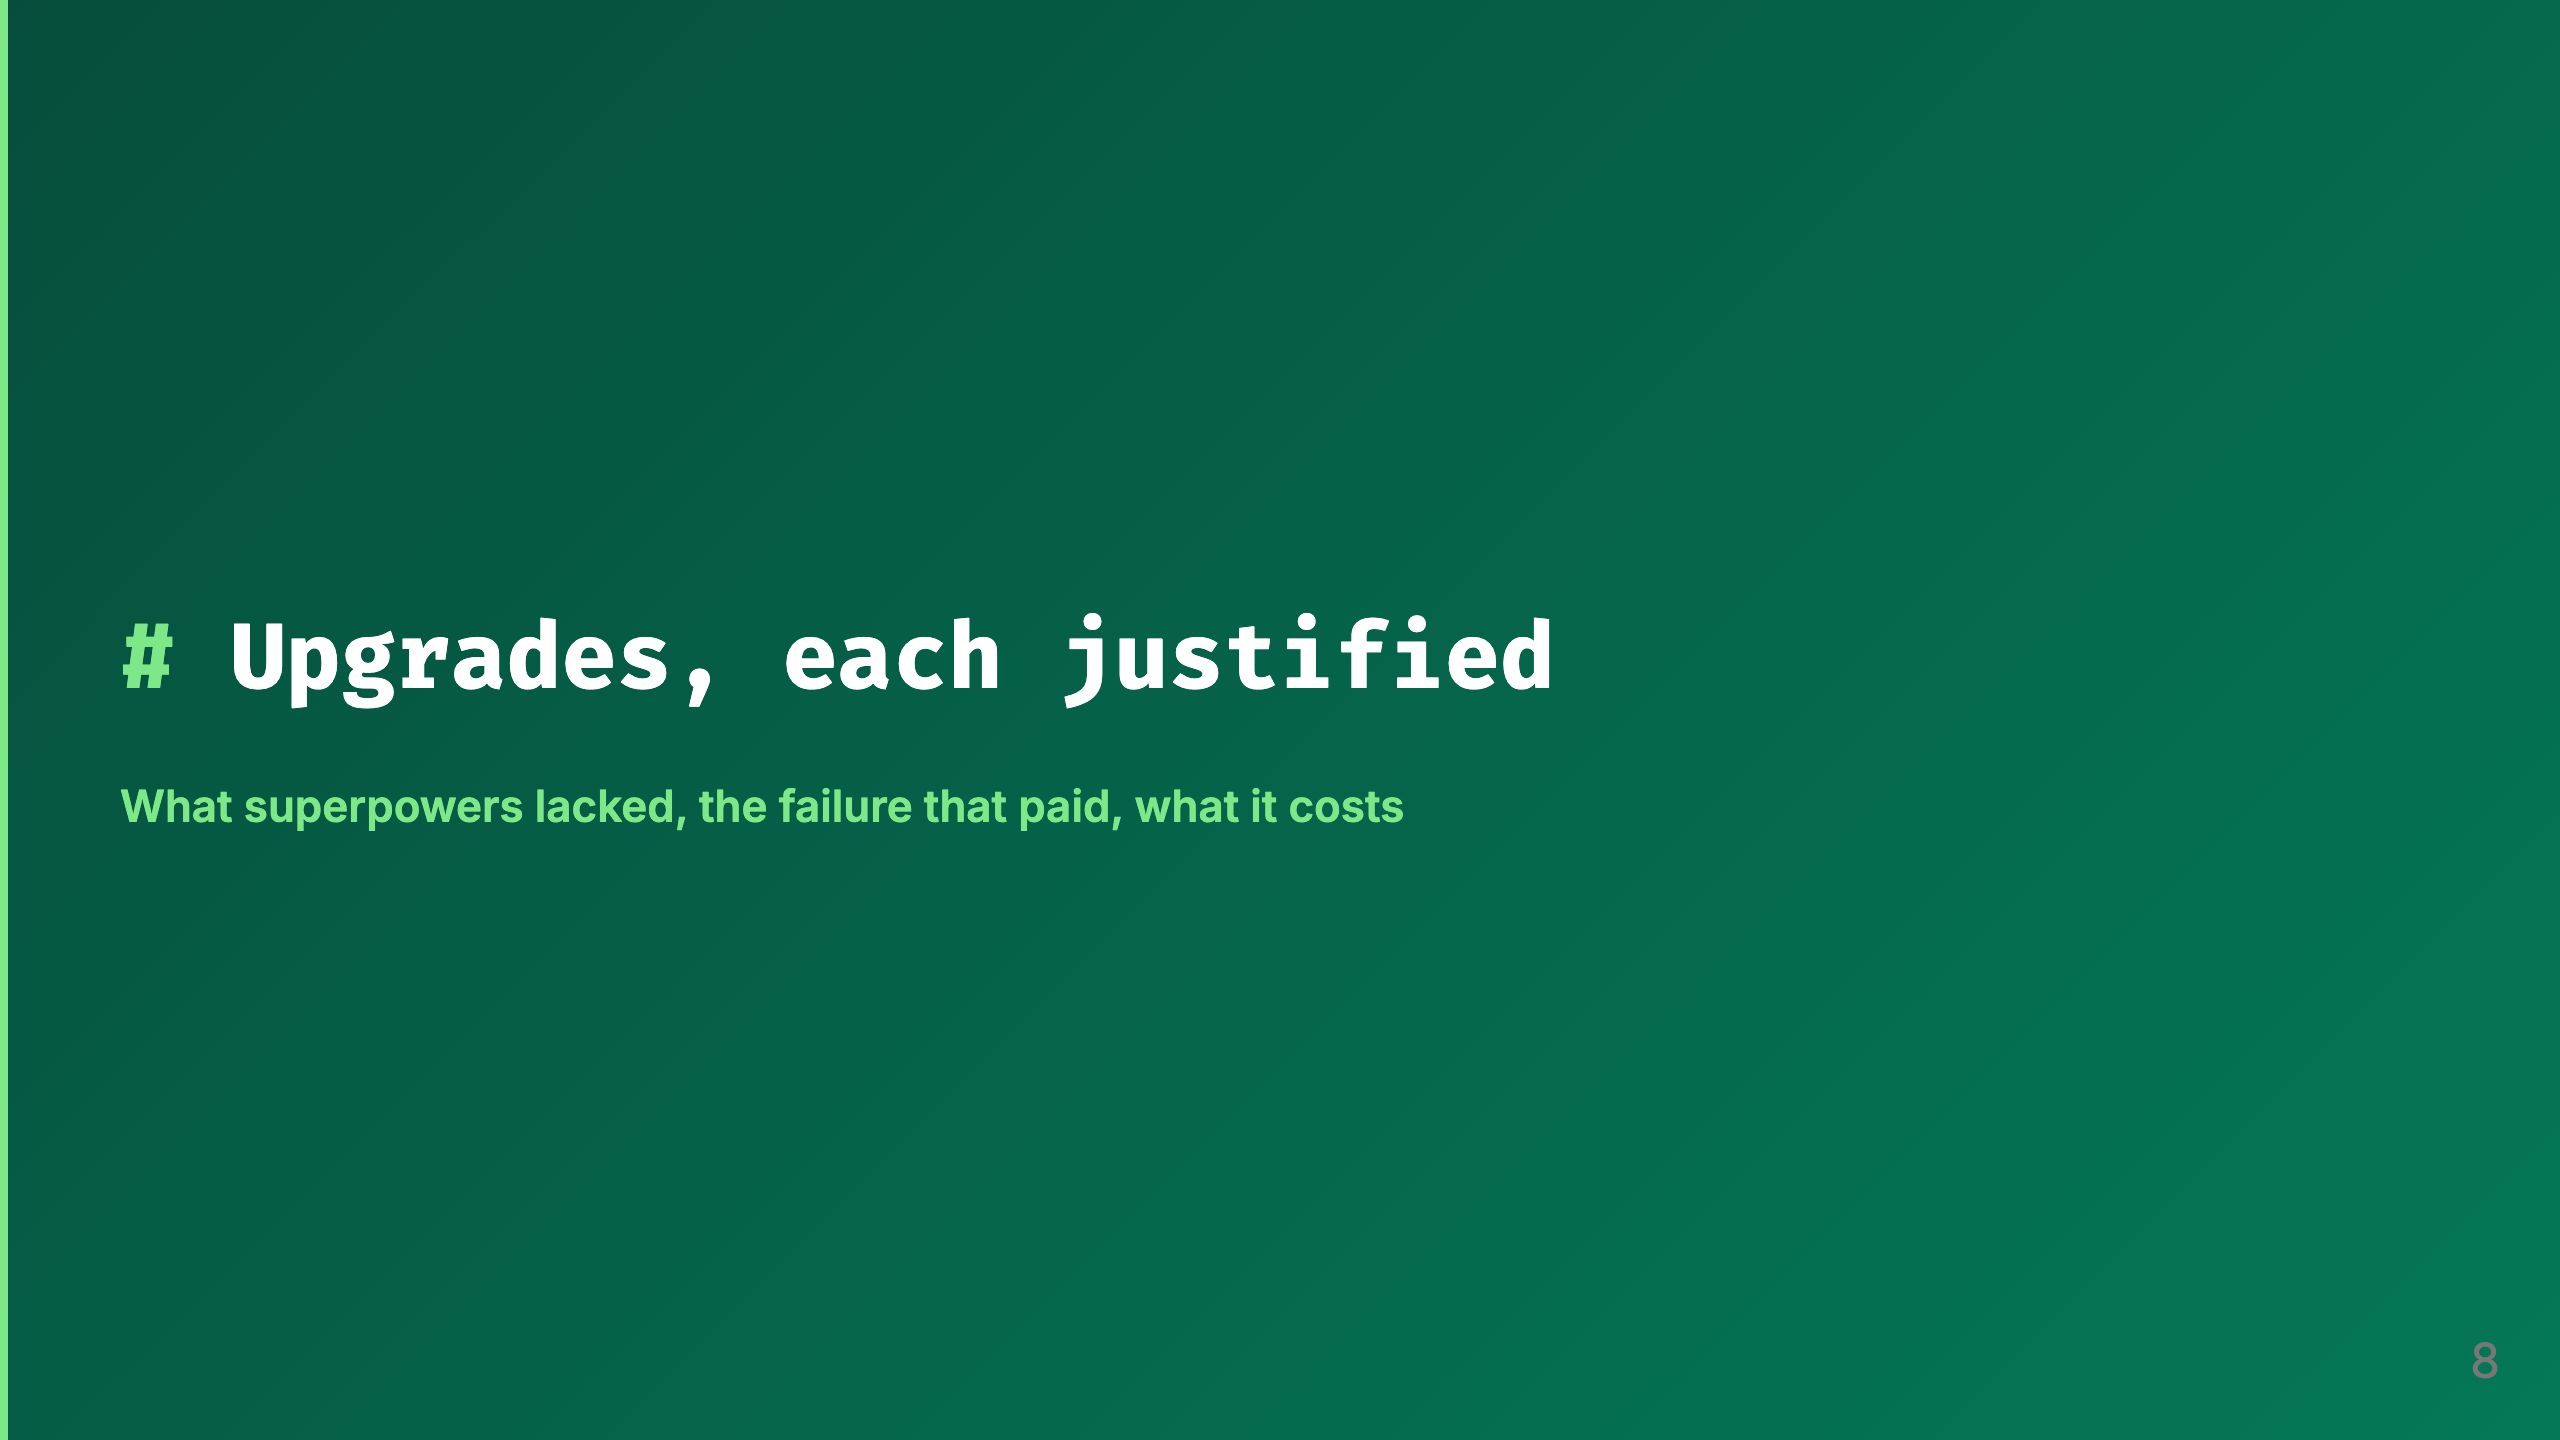 # Upgrades, each justified
What superpowers lacked, the failure that paid, what it costs
8